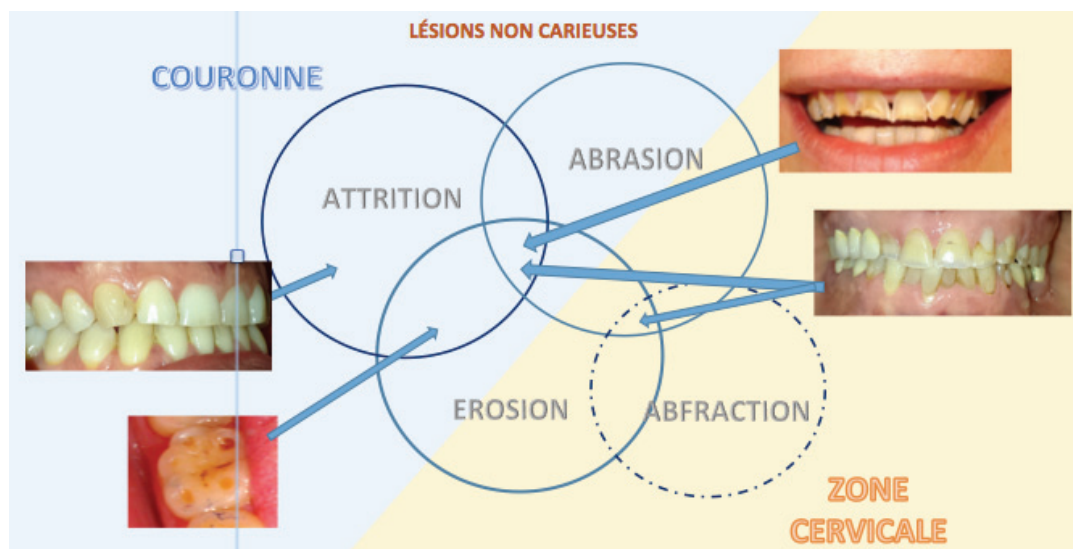 LÉSIONS NON CARIEUSES
COURONNE
ABRASION
ATTRITION
EROSION
ABFRACTION
ZONE
CERVICALE